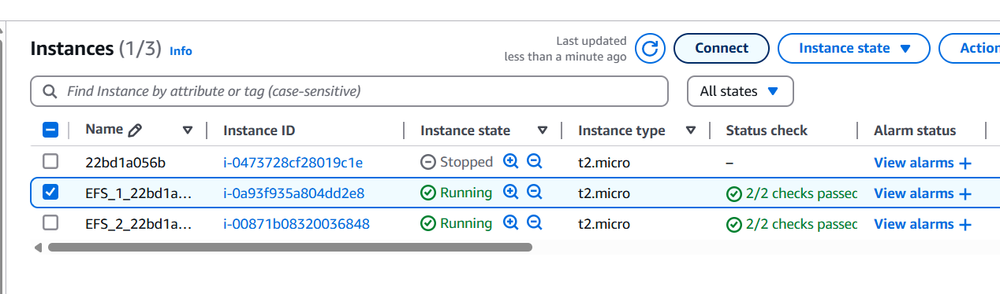 Instances (1/3) Info
Last updated
less than a minute ago
Connect
Instance state
Action
Find Instance by attribute or tag (case-sensitive)
All states
Name Instance ID Instance state Instance type Status check Alarm status
22bd1a056b i-0473728cf28019c1e Stopped t2.micro – View alarms +
EFS_1_22bd1a... i-0a93f935a804dd2e8 Running t2.micro 2/2 checks passec View alarms +
EFS_2_22bd1a... i-00871b08320036848 Running t2.micro 2/2 checks passec View alarms +